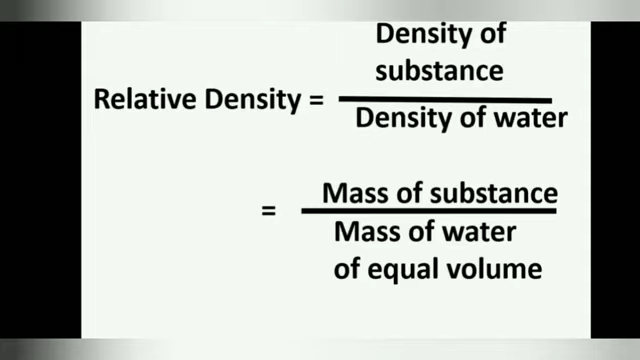 Density of
substance
Relative Density =
Density of water
= Mass of substance
Mass of water
of equal volume